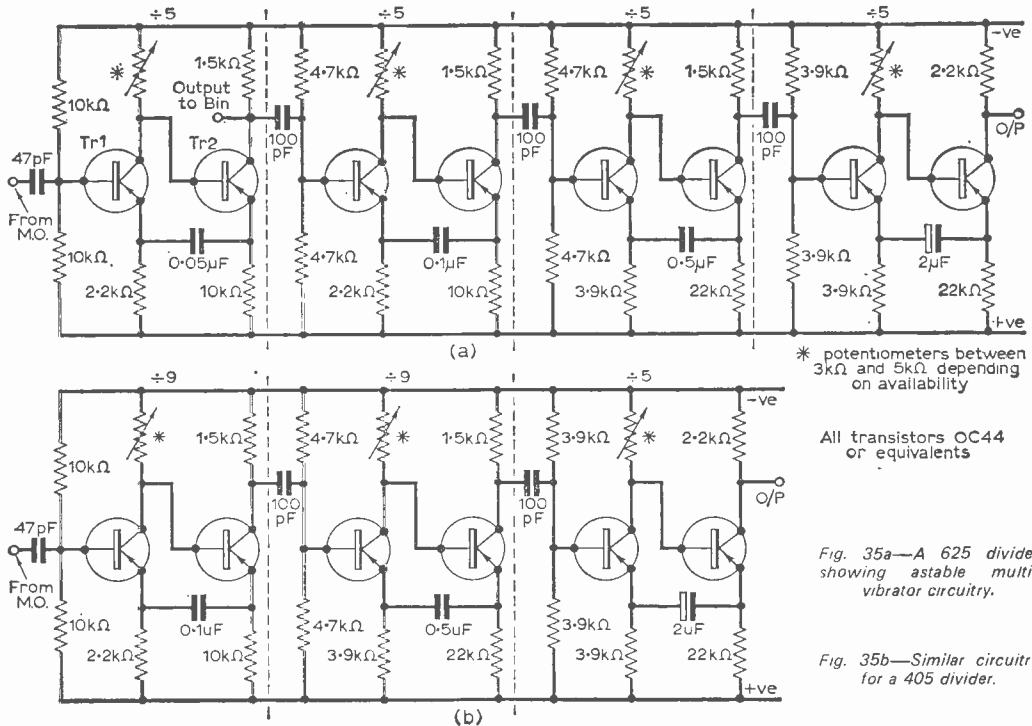 ÷5
÷5
÷5
÷5
-ve
*
1·5kΩ
4·7kΩ
*
1·5kΩ
4·7kΩ
*
1·5kΩ
3·9kΩ
*
2·2kΩ
10kΩ
Output
to Bin
47pF
Tr1
Tr2
100
pF
100
pF
100
pF
O/P
From
M.O.
10kΩ
0·05µF
4·7kΩ
0·1µF
4·7kΩ
0·5µF
3·9kΩ
2µF
2·2kΩ
10kΩ
2·2kΩ
10kΩ
3·9kΩ
22kΩ
3·9kΩ
22kΩ
+ve
(a)
* potentiometers between
3kΩ and 5kΩ depending
on availability
÷9
÷9
÷5
-ve
*
1·5kΩ
4·7kΩ
*
1·5kΩ
3·9kΩ
*
2·2kΩ
All transistors OC44
or equivalents
10kΩ
47pF
100
pF
100
pF
O/P
From
M.O.
10kΩ
0·1uF
4·7kΩ
0·5uF
3·9kΩ
2uF
2·2kΩ
10kΩ
3·9kΩ
22kΩ
3·9kΩ
22kΩ
+ve
(b)
Fig. 35a—A 625 divide
showing astable multi
vibrator circuitry.
Fig. 35b—Similar circuitr
for a 405 divider.